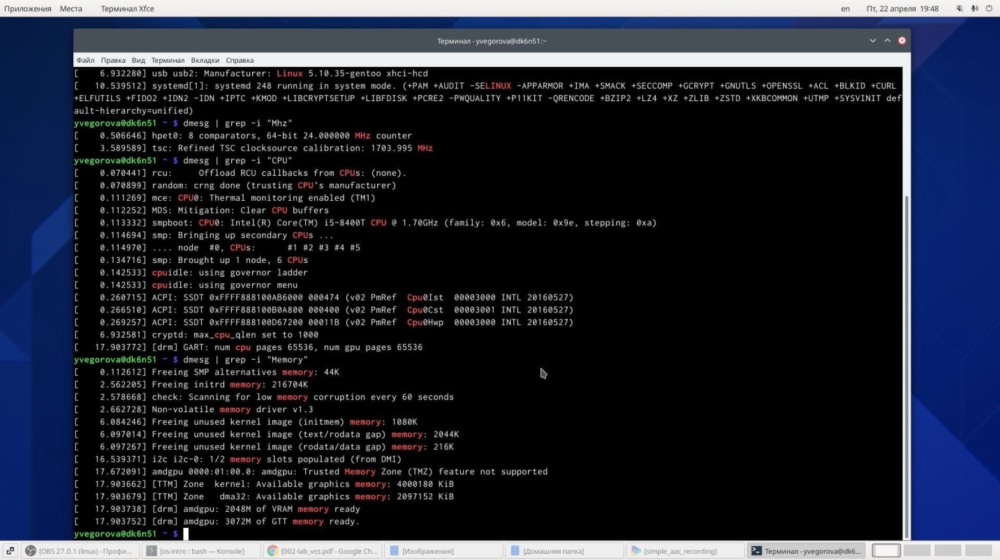 Приложения Места Терминал Xfce en Пт, 22 апреля 19:48
Терминал - yvegorova@dk6n51:~
Файл Правка Вид Терминал Вкладки Справка
[    6.932280] usb usb2: Manufacturer: Linux 5.10.35-gentoo xhci-hcd
[   10.539512] systemd[1]: systemd 248 running in system mode. (+PAM +AUDIT -SELINUX -APPARMOR +IMA +SMACK +SECCOMP +GCRYPT +GNUTLS +OPENSSL +ACL +BLKID +CURL
+ELFUTILS +FIDO2 +IDN2 -IDN +IPTC +KMOD +LIBCRYPTSETUP +LIBFDISK +PCRE2 -PWQUALITY +P11KIT -QRENCODE +BZIP2 +LZ4 +XZ +ZLIB +ZSTD +XKBCOMMON +UTMP +SYSVINIT def
ault-hierarchy=unified)
yvegorova@dk6n51 ~ $ dmesg | grep -i "Mhz"
[    0.506646] hpet0: 8 comparators, 64-bit 24.000000 MHz counter
[    3.589589] tsc: Refined TSC clocksource calibration: 1703.995 MHz
yvegorova@dk6n51 ~ $ dmesg | grep -i "CPU"
[    0.070441] rcu:     Offload RCU callbacks from CPUs: (none).
[    0.070899] random: crng done (trusting CPU's manufacturer)
[    0.111269] mce: CPU0: Thermal monitoring enabled (TM1)
[    0.112252] MDS: Mitigation: Clear CPU buffers
[    0.113332] smpboot: CPU0: Intel(R) Core(TM) i5-8400T CPU @ 1.70GHz (family: 0x6, model: 0x9e, stepping: 0xa)
[    0.114694] smp: Bringing up secondary CPUs ...
[    0.114970] .... node  #0, CPUs:      #1 #2 #3 #4 #5
[    0.134716] smp: Brought up 1 node, 6 CPUs
[    0.142533] cpuidle: using governor ladder
[    0.142533] cpuidle: using governor menu
[    0.260715] ACPI: SSDT 0xFFFF888100AB6000 000474 (v02 PmRef  Cpu0Ist  00003000 INTL 20160527)
[    0.266510] ACPI: SSDT 0xFFFF888100B0A800 000400 (v02 PmRef  Cpu0Cst  00003001 INTL 20160527)
[    0.269257] ACPI: SSDT 0xFFFF888100D67200 00011B (v02 PmRef  Cpu0Hwp  00003000 INTL 20160527)
[    6.932581] cryptd: max_cpu_qlen set to 1000
[   17.903772] [drm] GART: num cpu pages 65536, num gpu pages 65536
yvegorova@dk6n51 ~ $ dmesg | grep -i "Memory"
[    0.112612] Freeing SMP alternatives memory: 44K
[    2.562205] Freeing initrd memory: 216704K
[    2.578668] check: Scanning for low memory corruption every 60 seconds
[    2.662728] Non-volatile memory driver v1.3
[    6.084246] Freeing unused kernel image (initmem) memory: 1080K
[    6.097014] Freeing unused kernel image (text/rodata gap) memory: 2044K
[    6.097267] Freeing unused kernel image (rodata/data gap) memory: 216K
[   16.539371] i2c i2c-0: 1/2 memory slots populated (from DMI)
[   17.672091] amdgpu 0000:01:00.0: amdgpu: Trusted Memory Zone (TMZ) feature not supported
[   17.903662] [TTM] Zone  kernel: Available graphics memory: 4000180 KiB
[   17.903679] [TTM] Zone   dma32: Available graphics memory: 2097152 KiB
[   17.903738] [drm] amdgpu: 2048M of VRAM memory ready
[   17.903752] [drm] amdgpu: 3072M of GTT memory ready.
yvegorova@dk6n51 ~ $
[OBS 27.0.1 (linux) - Профи... [os-intro : bash — Konsole] [002-lab_vcs.pdf - Google Ch... [Изображения] [Домашняя папка] [simple_aac_recording] Терминал - yvegorova@dk6...